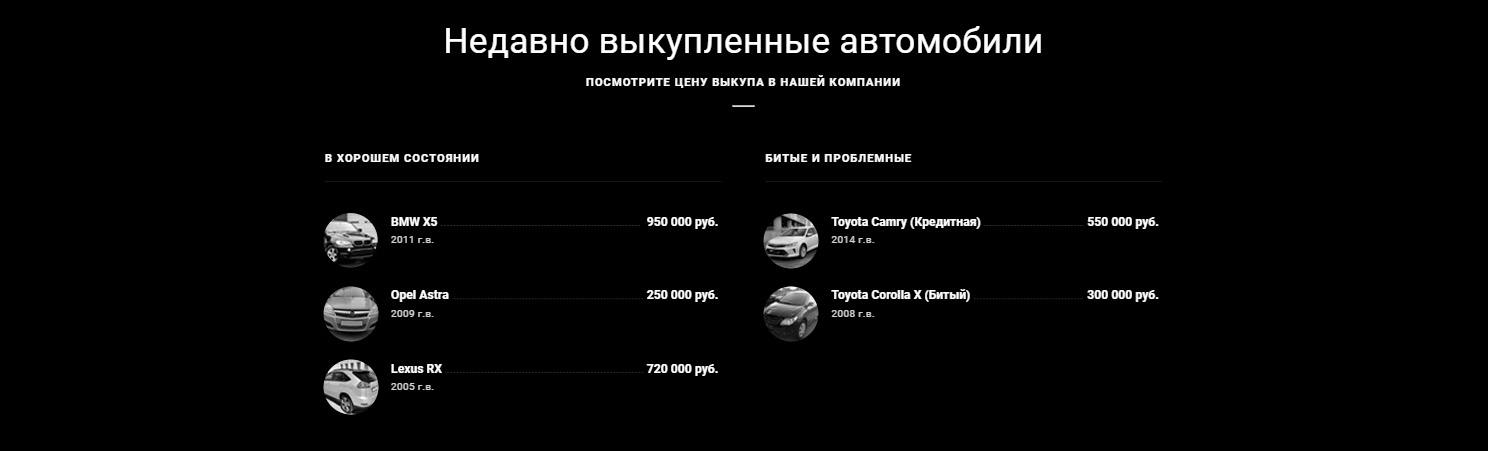 Недавно выкупленные автомобили
ПОСМОТРИТЕ ЦЕНУ ВЫКУПА В НАШЕЙ КОМПАНИИ
В ХОРОШЕМ СОСТОЯНИИ
BMW X5 950 000 руб.
2011 г.в.
Opel Astra 250 000 руб.
2009 г.в.
Lexus RX 720 000 руб.
2005 г.в.
БИТЫЕ И ПРОБЛЕМНЫЕ
Toyota Camry (Кредитная) 550 000 руб.
2014 г.в.
Toyota Corolla X (Битый) 300 000 руб.
2008 г.в.